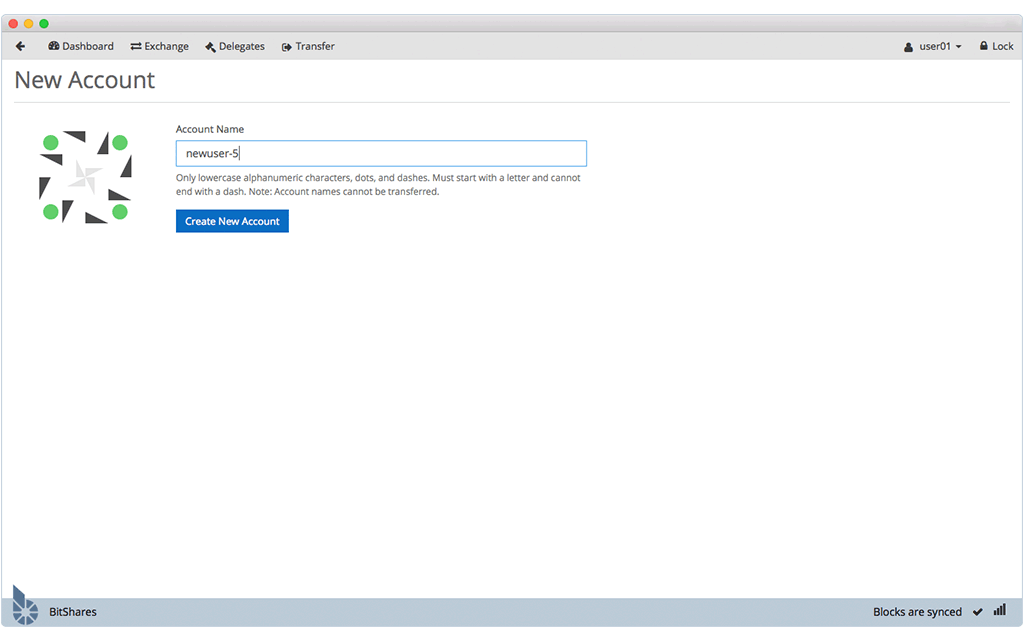 Dashboard Exchange Delegates Transfer user01 Lock
New Account
Account Name
newuser-5
Only lowercase alphanumeric characters, dots, and dashes. Must start with a letter and cannot
end with a dash. Note: Account names cannot be transferred.
Create New Account
BitShares Blocks are synced